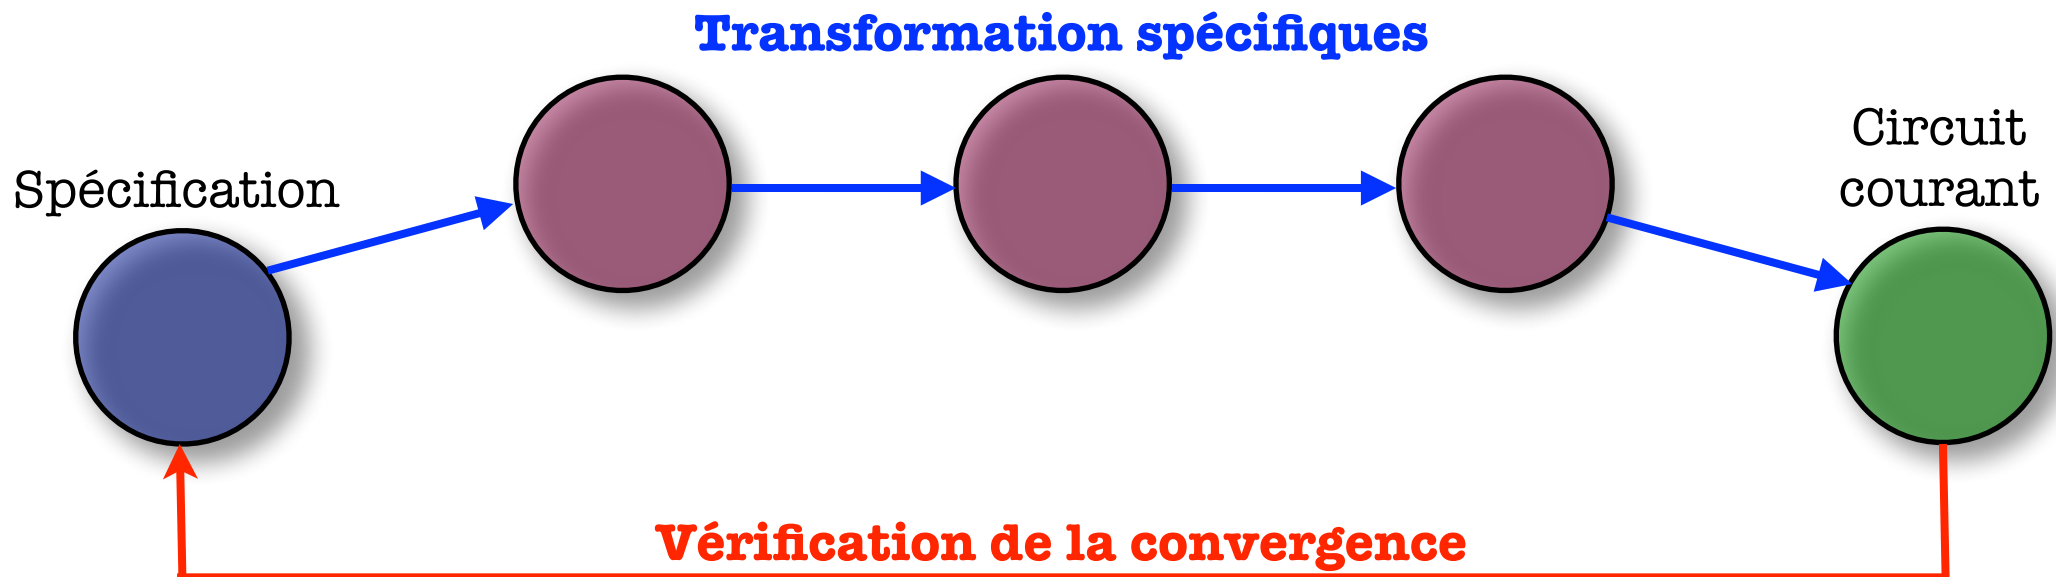 Transformation spécifiques
Circuit
courant
Spécification
Vérification de la convergence